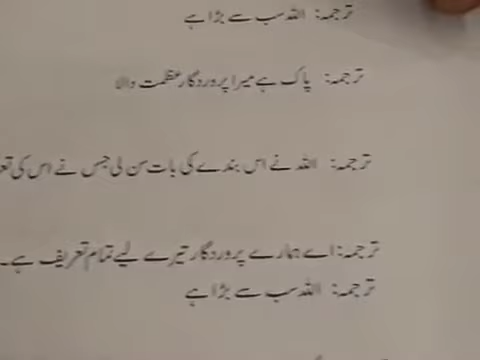 ترجمہ: اللہ سب سے بڑا ہے
ترجمہ: پاک ہے میرا پروردگار عظمت والا
ترجمہ: اللہ نے اس بندے کی بات سن لی جس نے اس کی
ترجمہ: اے ہمارے پروردگار تیرے لیے تمام تعریف ہے۔
ترجمہ: اللہ سب سے بڑا ہے